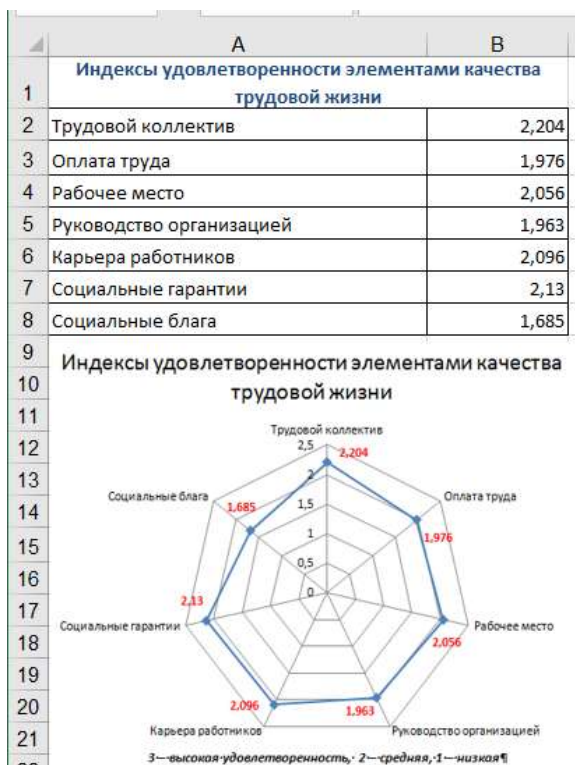 A B
1 Индексы удовлетворенности элементами качества
трудовой жизни
2 Трудовой коллектив 2,204
3 Оплата труда 1,976
4 Рабочее место 2,056
5 Руководство организацией 1,963
6 Карьера работников 2,096
7 Социальные гарантии 2,13
8 Социальные блага 1,685
9
Индексы удовлетворенности элементами качества
10
трудовой жизни
11
Трудовой коллектив
12
2,5
2,204
13
2
Социальные блага
Оплата труда
14
1,685
1,5
1,976
15
1
16
0,5
0
17
2,13
Социальные гарантии
Рабочее место
18
2,056
19
20
2,096
1,963
21
Карьера работников
Руководство организацией
3-–-высокая-удовлетворенность,· 2-–-средняя,·1-–-низкая¶